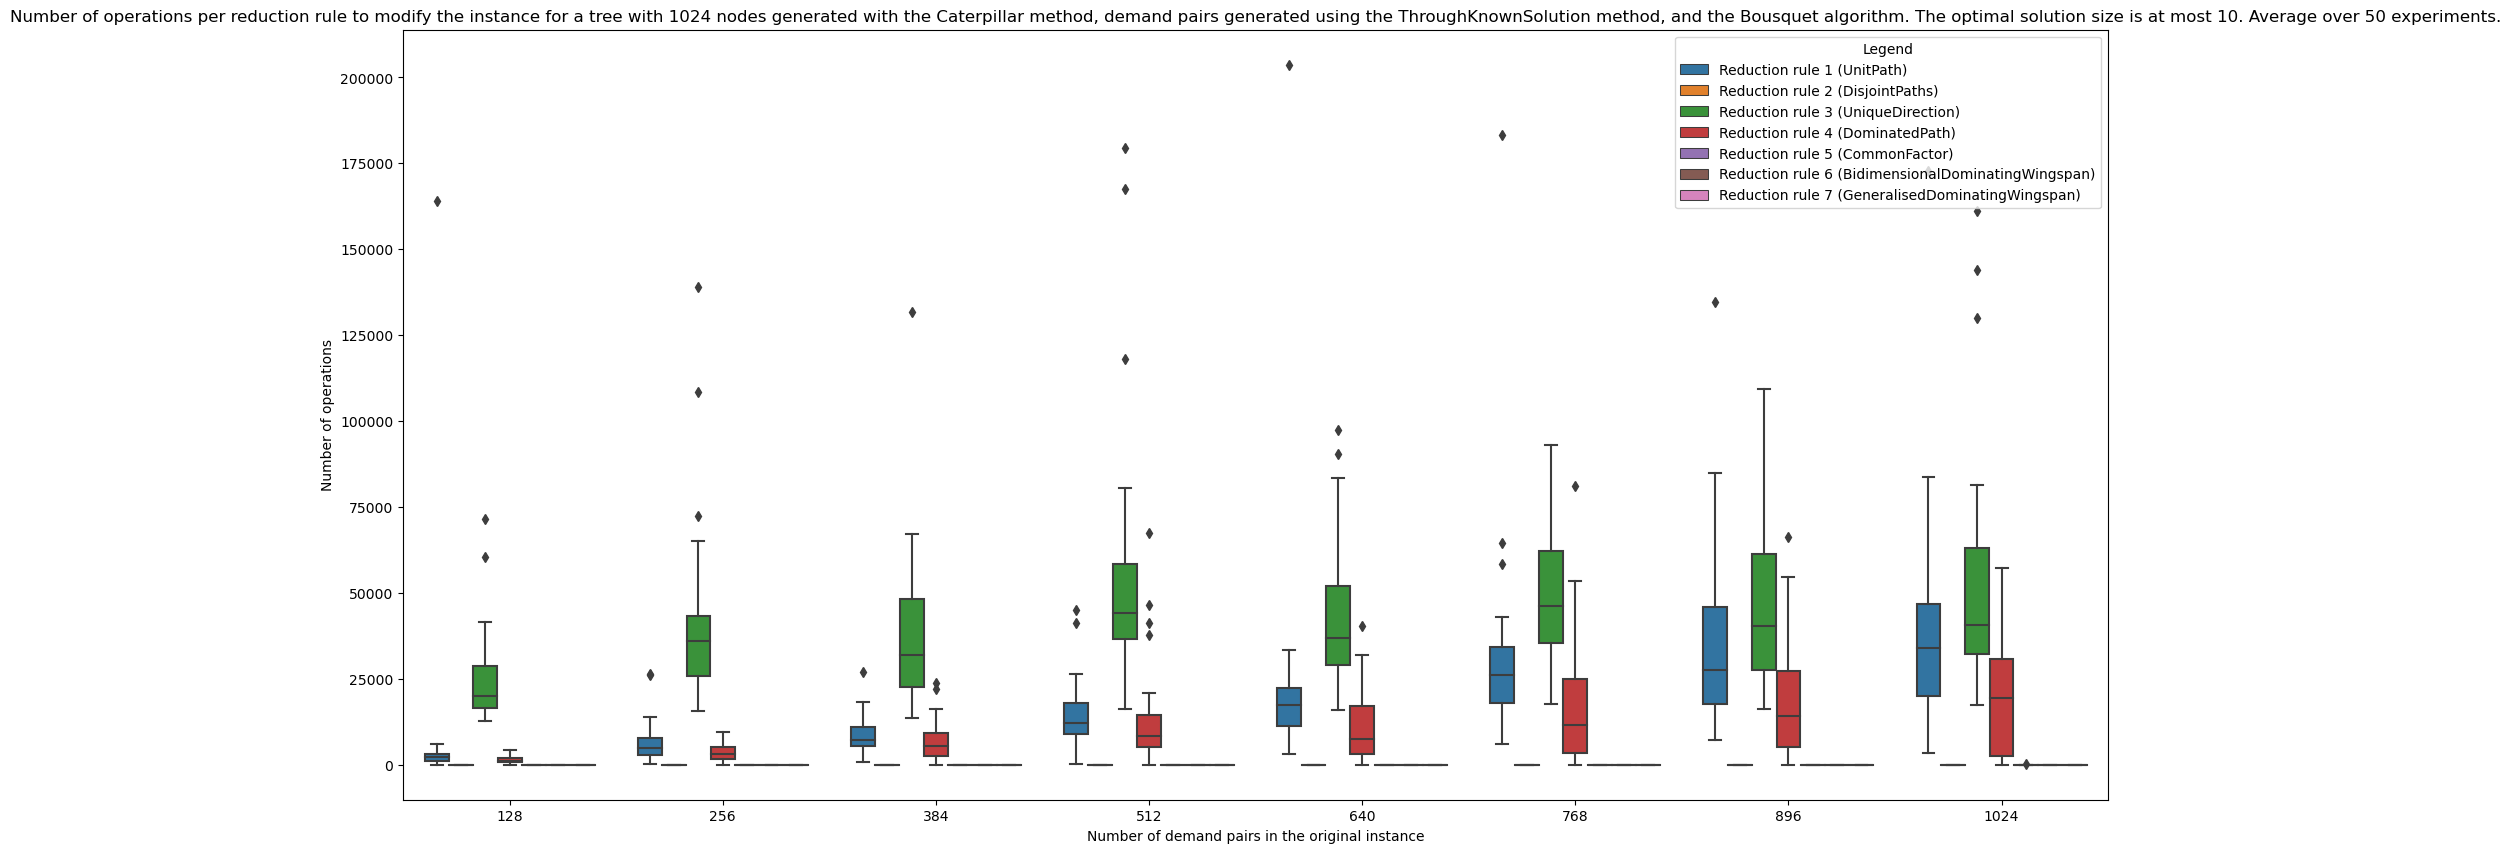 Number of operations per reduction rule to modify the instance for a tree with 1024 nodes generated with the Caterpillar method, demand pairs generated using the ThroughKnownSolution method, and the Bousquet algorithm. The optimal solution size is at most 10. Average over 50 experiments.
Legend
Reduction rule 1 (UnitPath)
Reduction rule 2 (DisjointPaths)
Reduction rule 3 (UniqueDirection)
Reduction rule 4 (DominatedPath)
Reduction rule 5 (CommonFactor)
Reduction rule 6 (BidimensionalDominatingWingspan)
Reduction rule 7 (GeneralisedDominatingWingspan)
Number of operations
200000
175000
150000
125000
100000
75000
50000
25000
0
128 256 384 512 640 768 896 1024
Number of demand pairs in the original instance